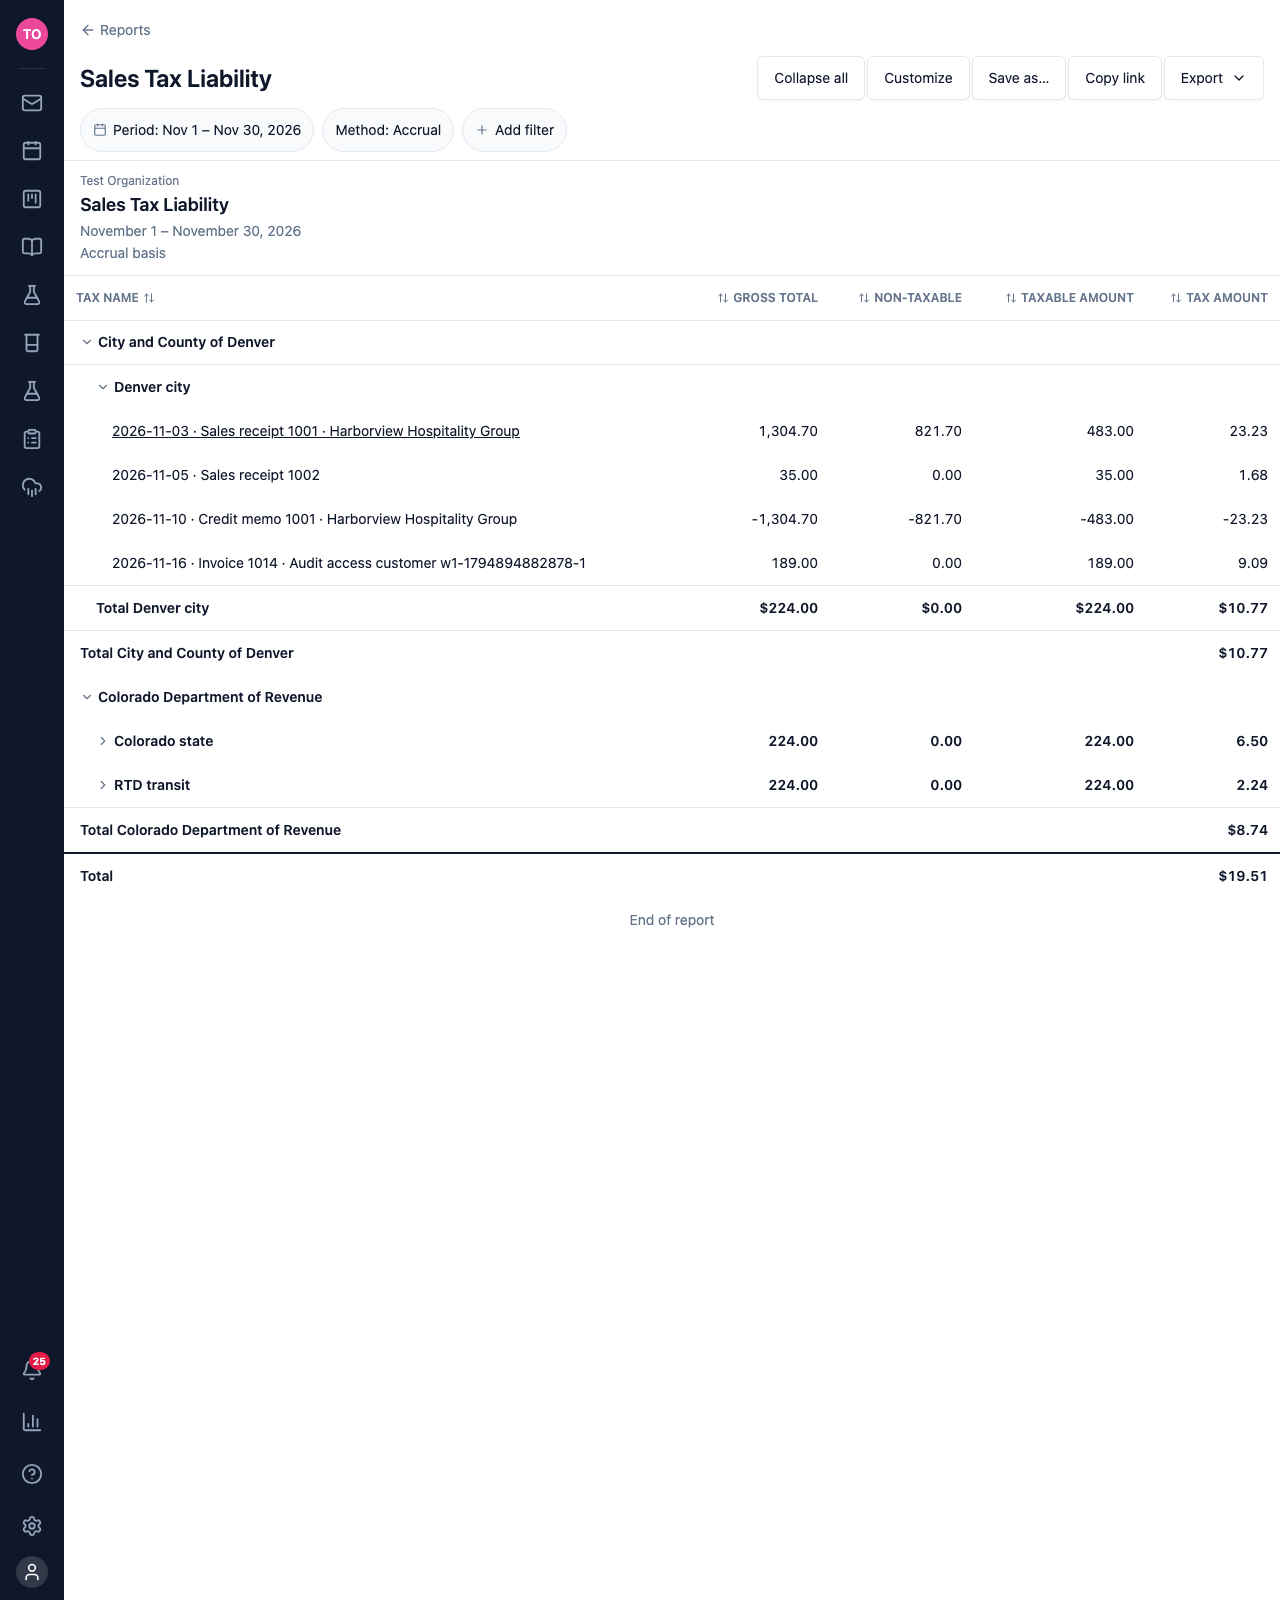 TO
Reports
Sales Tax Liability
Collapse all
Customize
Save as...
Copy link
Export
Period: Nov 1 – Nov 30, 2026
Method: Accrual
Add filter
Test Organization
Sales Tax Liability
November 1 – November 30, 2026
Accrual basis
TAX NAME GROSS TOTAL NON-TAXABLE TAXABLE AMOUNT TAX AMOUNT
City and County of Denver
Denver city
2026-11-03 · Sales receipt 1001 · Harborview Hospitality Group 1,304.70 821.70 483.00 23.23
2026-11-05 · Sales receipt 1002 35.00 0.00 35.00 1.68
2026-11-10 · Credit memo 1001 · Harborview Hospitality Group -1,304.70 -821.70 -483.00 -23.23
2026-11-16 · Invoice 1014 · Audit access customer w1-1794894882878-1 189.00 0.00 189.00 9.09
Total Denver city $224.00 $0.00 $224.00 $10.77
Total City and County of Denver $10.77
Colorado Department of Revenue
Colorado state 224.00 0.00 224.00 6.50
RTD transit 224.00 0.00 224.00 2.24
Total Colorado Department of Revenue $8.74
Total $19.51
End of report
25